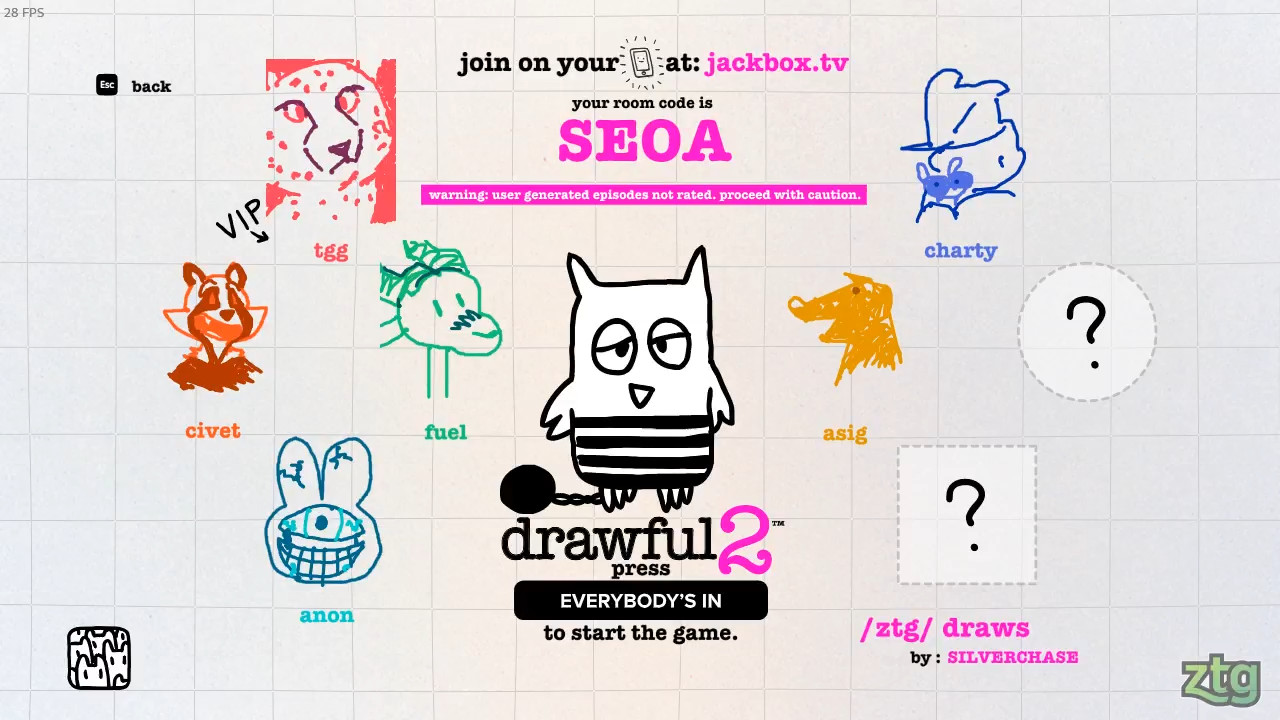 28 FPS
join on your at: jackbox.tv
Esc back
your room code is
SEOA
warning: user generated episodes not rated. proceed with caution.
VIP
tgg
charty
?
civet
fuel
asig
?
drawful 2™
press
EVERYBODY'S IN
to start the game.
anon
/ztg/ draws
by : SILVERCHASE
ztg